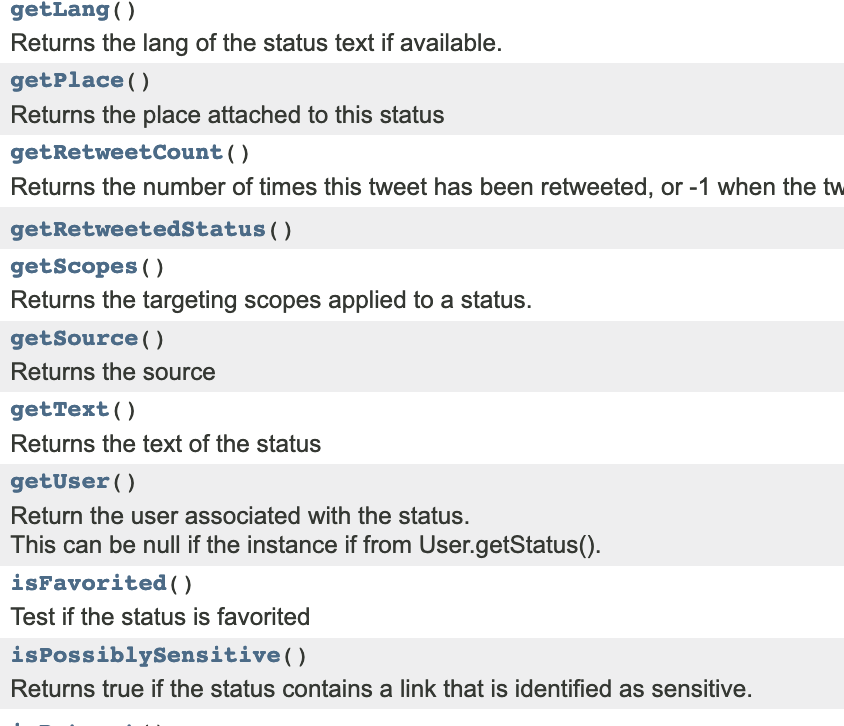 getLang()
Returns the lang of the status text if available.
getPlace()
Returns the place attached to this status
getRetweetCount()
Returns the number of times this tweet has been retweeted, or -1 when the
getRetweetedStatus()
getScopes()
Returns the targeting scopes applied to a status.
getSource()
Returns the source
getText()
Returns the text of the status
getUser()
Return the user associated with the status.
This can be null if the instance if from User.getStatus().
isFavorited()
Test if the status is favorited
isPossiblySensitive()
Returns true if the status contains a link that is identified as sensitive.